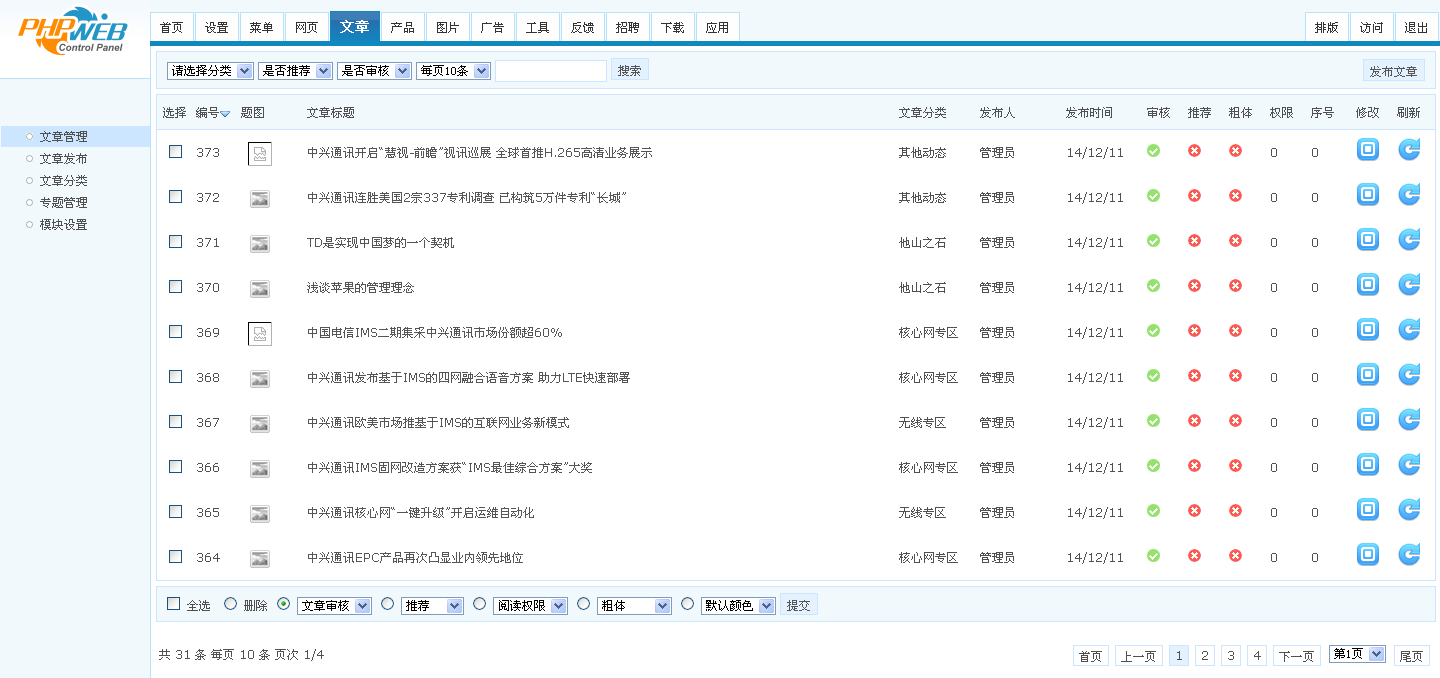 PHPWEB
Control Panel
首页 设置 菜单 网页 文章 产品 图片 广告 工具 反馈 招聘 下载 应用 排版 访问 退出
请选择分类 是否推荐 是否审核 每页10条 搜索 发布文章
文章管理
文章发布
文章分类
专题管理
模块设置
选择 编号 题图 文章标题 文章分类 发布人 发布时间 审核 推荐 粗体 权限 序号 修改 刷新
373 中兴通讯开启“慧视-前瞻”视讯巡展 全球首推H.265高清业务展示 其他动态 管理员 14/12/11 0 0
372 中兴通讯连胜美国2宗337专利调查 已构筑5万件专利“长城” 其他动态 管理员 14/12/11 0 0
371 TD是实现中国梦的一个契机 他山之石 管理员 14/12/11 0 0
370 浅谈苹果的管理理念 他山之石 管理员 14/12/11 0 0
369 中国电信IMS二期集采中兴通讯市场份额超60% 核心网专区 管理员 14/12/11 0 0
368 中兴通讯发布基于IMS的四网融合语音方案 助力LTE快速部署 核心网专区 管理员 14/12/11 0 0
367 中兴通讯欧美市场推基于IMS的互联网业务新模式 无线专区 管理员 14/12/11 0 0
366 中兴通讯IMS固网改造方案获“IMS最佳综合方案”大奖 核心网专区 管理员 14/12/11 0 0
365 中兴通讯核心网“一键升级”开启运维自动化 无线专区 管理员 14/12/11 0 0
364 中兴通讯EPC产品再次凸显业内领先地位 核心网专区 管理员 14/12/11 0 0
全选 删除 文章审核 推荐 阅读权限 粗体 默认颜色 提交
共 31 条 每页 10 条 页次 1/4 首页 上一页 1 2 3 4 下一页 第1页 尾页